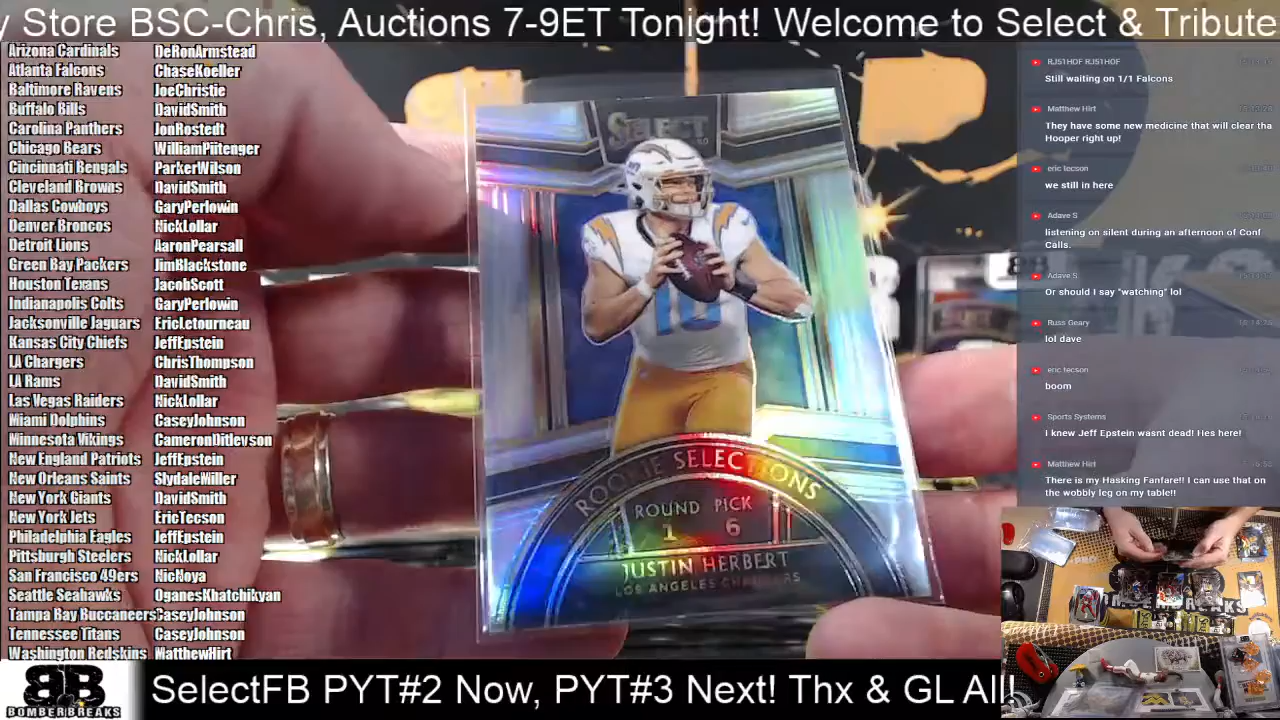 y Store BSC-Chris, Auctions 7-9ET Tonight! Welcome to Select & Tribute
Arizona Cardinals DeRonArmstead
Atlanta Falcons ChaseKoeller
Baltimore Ravens JoeChristie
Buffalo Bills DavidSmith
Carolina Panthers JonRostedt
Chicago Bears WilliamPiitenger
Cincinnati Bengals ParkerWilson
Cleveland Browns DavidSmith
Dallas Cowboys GaryPerlowin
Denver Broncos NickLollar
Detroit Lions AaronPearsall
Green Bay Packers JimBlackstone
Houston Texans JacobScott
Indianapolis Colts GaryPerlowin
Jacksonville Jaguars EricLetourneau
Kansas City Chiefs JeffEpstein
LA Chargers ChrisThompson
LA Rams DavidSmith
Las Vegas Raiders NickLollar
Miami Dolphins CaseyJohnson
Minnesota Vikings CameronDitlevson
New England Patriots JeffEpstein
New Orleans Saints SlydaleMiller
New York Giants DavidSmith
New York Jets EricTecson
Philadelphia Eagles JeffEpstein
Pittsburgh Steelers NickLollar
San Francisco 49ers NicNoya
Seattle Seahawks OganesKhatchikyan
Tampa Bay Buccaneers CaseyJohnson
Tennessee Titans CaseyJohnson
Washington Redskins MatthewHirt
SELECT
10
ROOKIE SELECTIONS
ROUND PICK
1 6
JUSTIN HERBERT
LOS ANGELES CHARGERS
RJ51HOF RJ51HOF
Still waiting on 1/1 Falcons
Matthew Hirt
They have some new medicine that will clear tha
Hooper right up!
eric tecson
we still in here
Adave S
listening on silent during an afternoon of Conf
Calls.
Adave S
Or should I say "watching" lol
Russ Geary
lol dave
eric tecson
boom
Sports Systems
I knew Jeff Epstein wasnt dead! Hes here!
Matthew Hirt
There is my Hasking Fanfare!! I can use that on
the wobbly leg on my table!!
BB
BOMBERBREAKS
SelectFB PYT#2 Now, PYT#3 Next! Thx & GL All!